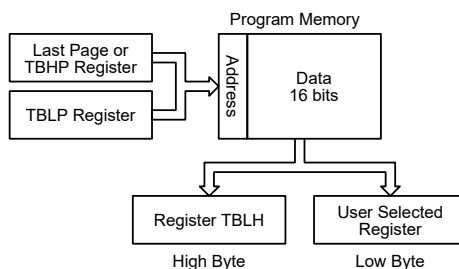 Program Memory
Last Page or
TBHP Register
TBLP Register
Address
Data
16 bits
Register TBLH
User Selected
Register
High Byte
Low Byte